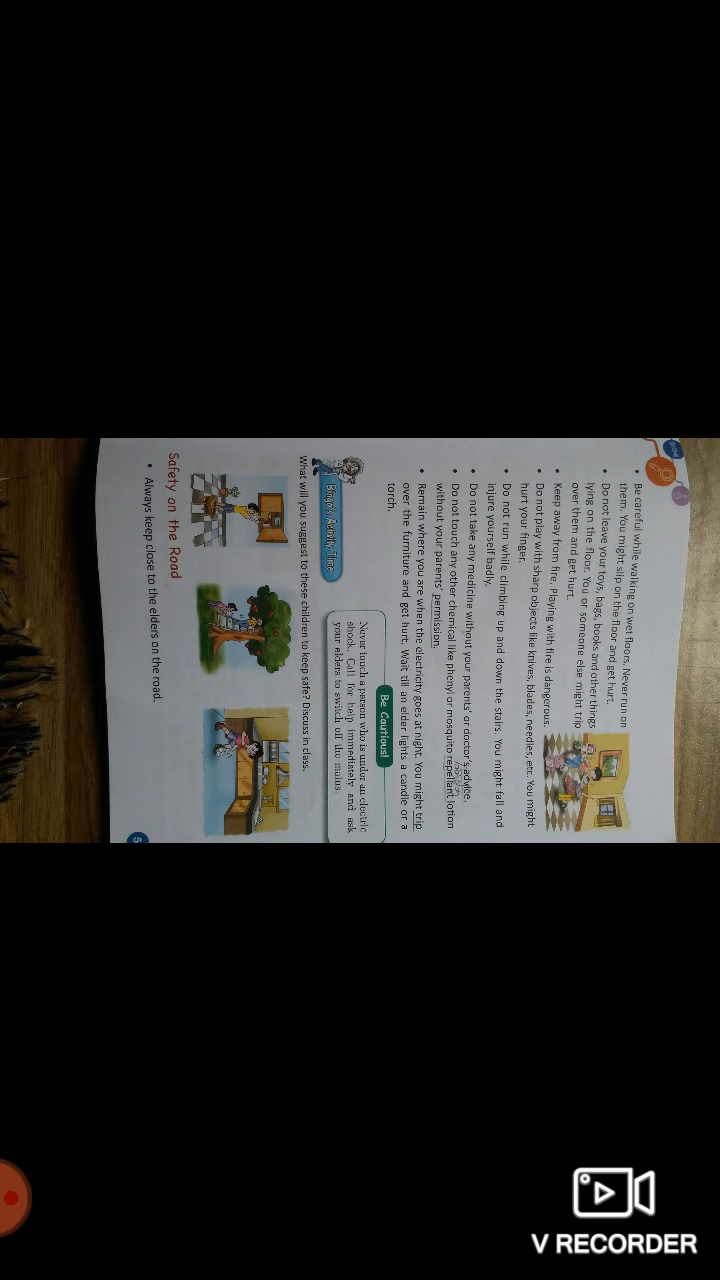 Be careful while walking on wet floors. Never run on
them. You might slip on the floor and get hurt.
Do not leave your toys, bags, books and other things
lying on the floor. You or someone else might trip
over them and get hurt.
Keep away from fire. Playing with fire is dangerous.
Do not play with sharp objects like knives, blades, needles, etc. You might
hurt your finger.
Do not run while climbing up and down the stairs. You might fall and
injure yourself badly.
Do not take any medicine without your parents' or doctor's advice.
Do not touch any other chemical like phenyl or mosquito repellant lotion
without your parents' permission.
Remain where you are when the electricity goes at night. You might trip
over the furniture and get hurt. Wait till an elder lights a candle or a
torch.
Be Cautious!
Never touch a person who is under an electric
shock. Call for help immediately and ask
your elders to switch off the mains.
Bingo's Activity Time
What will you suggest to these children to keep safe? Discuss in class.
Safety on the Road
Always keep close to the elders on the road.
V RECORDER